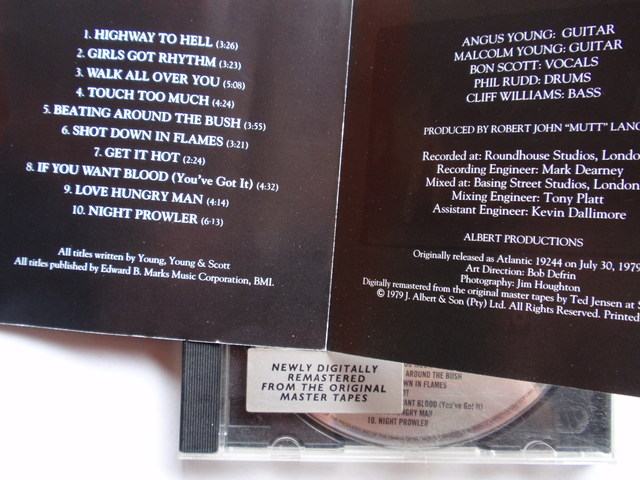 1. HIGHWAY TO HELL (3:26)
2. GIRLS GOT RHYTHM (3:23)
3. WALK ALL OVER YOU (5:08)
4. TOUCH TOO MUCH (4:24)
5. BEATING AROUND THE BUSH (3:55)
6. SHOT DOWN IN FLAMES (3:21)
7. GET IT HOT (2:24)
8. IF YOU WANT BLOOD (You've Got It) (4:32)
9. LOVE HUNGRY MAN (4:14)
10. NIGHT PROWLER (6:13)
All titles written by Young, Young & Scott
All titles published by Edward B. Marks Music Corporation, BMI.
ANGUS YOUNG: GUITAR
MALCOLM YOUNG: GUITAR
BON SCOTT: VOCALS
PHIL RUDD: DRUMS
CLIFF WILLIAMS: BASS
PRODUCED BY ROBERT JOHN "MUTT" LANG
Recorded at: Roundhouse Studios, London
Recording Engineer: Mark Dearney
Mixed at: Basing Street Studios, London
Mixing Engineer: Tony Platt
Assistant Engineer: Kevin Dallimore
ALBERT PRODUCTIONS
Originally released as Atlantic 19244 on July 30, 1979
Art Direction: Bob Defrin
Photography: Jim Houghton
Digitally remastered from the original master tapes by Ted Jensen at S
© 1979 J. Albert & Son (Pty) Ltd. All Rights Reserved. Printed
NEWLY DIGITALLY
REMASTERED
FROM THE ORIGINAL
MASTER TAPES
AROUND THE BUSH
WN IN FLAMES
OT
ANT BLOOD (You've Got It)
NGRY MAN
10. NIGHT PROWLER